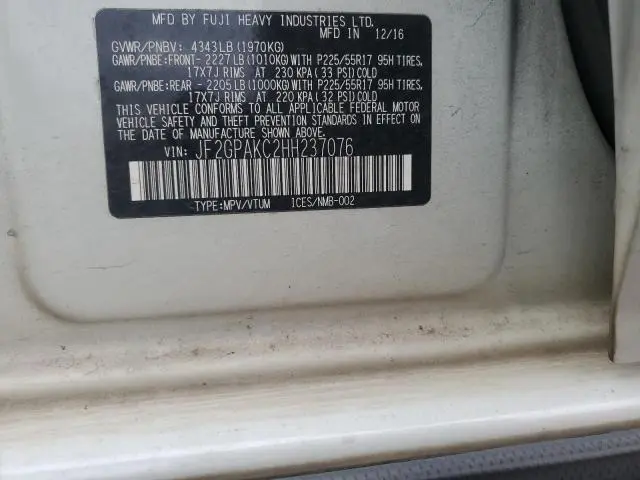 MFD BY FUJI HEAVY INDUSTRIES LTD.
MFD IN 12/16
GVWR/PNBV: 4343LB(1970KG)
GAWR/PNBE:FRONT- 2227LB(1010KG)WITH P225/55R17 95H TIRES,
17X7J RIMS AT 230 KPA(33 PSI)COLD
GAWR/PNBE:REAR - 2205LB(1000KG)WITH P225/55R17 95H TIRES,
17X7J RIMS AT 220 KPA(32 PSI)COLD
THIS VEHICLE CONFORMS TO ALL APPLICABLE FEDERAL MOTOR
VEHICLE SAFETY AND THEFT PREVENTION STANDARDS IN EFFECT
ON THE DATE OF MANUFACTURE SHOWN ABOVE.
VIN: JF2GPAKC2HH237076
TYPE:MPV/VTUM ICES/NMB-002